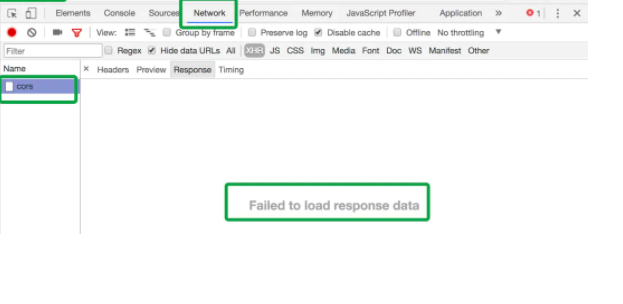 Elements Console Sources Network Performance Memory JavaScript Profiler Application » 1
View: Group by frame Preserve log Disable cache Offline No throttling
Filter Regex Hide data URLs All XHR JS CSS Img Media Font Doc WS Manifest Other
Name × Headers Preview Response Timing
cors
Failed to load response data